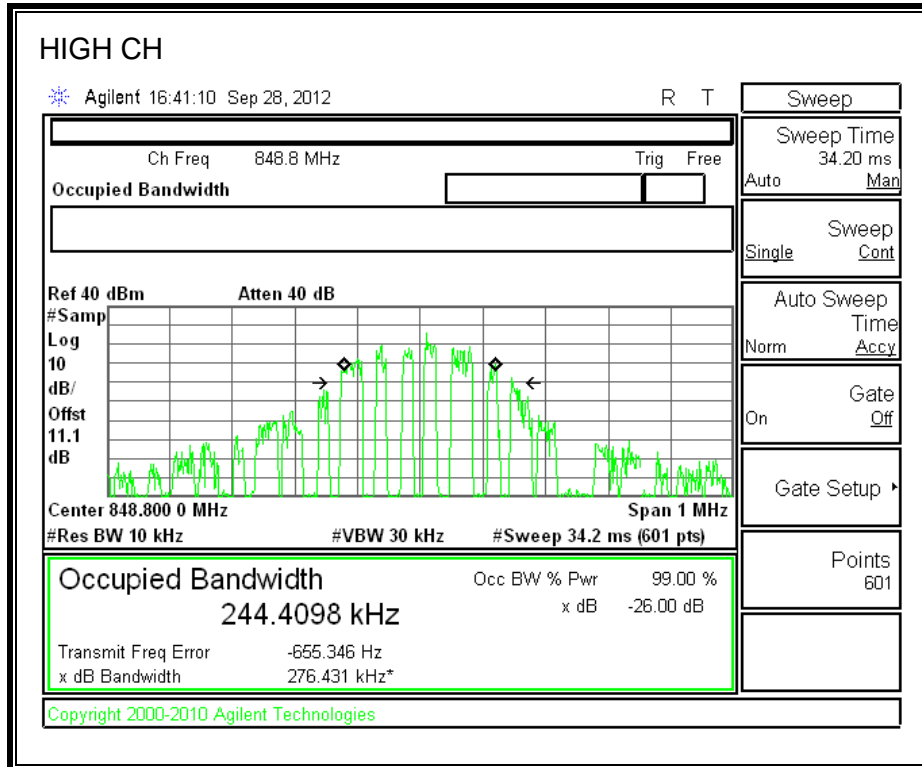 HIGH CH
Agilent 16:41:10 Sep 28, 2012 R T
Sweep
Ch Freq 848.8 MHz Trig Free
Occupied Bandwidth
Sweep Time
34.20 ms
Auto Man
Sweep
Single Cont
Auto Sweep
Time
Norm Accy
Gate
On Off
Gate Setup
Points
601
Ref 40 dBm Atten 40 dB
#Samp
Log
10
dB/
Offst
11.1
dB
Center 848.800 0 MHz Span 1 MHz
#Res BW 10 kHz #VBW 30 kHz #Sweep 34.2 ms (601 pts)
Occupied Bandwidth Occ BW % Pwr 99.00 %
244.4098 kHz x dB -26.00 dB
Transmit Freq Error -655.346 Hz
x dB Bandwidth 276.431 kHz*
Copyright 2000-2010 Agilent Technologies